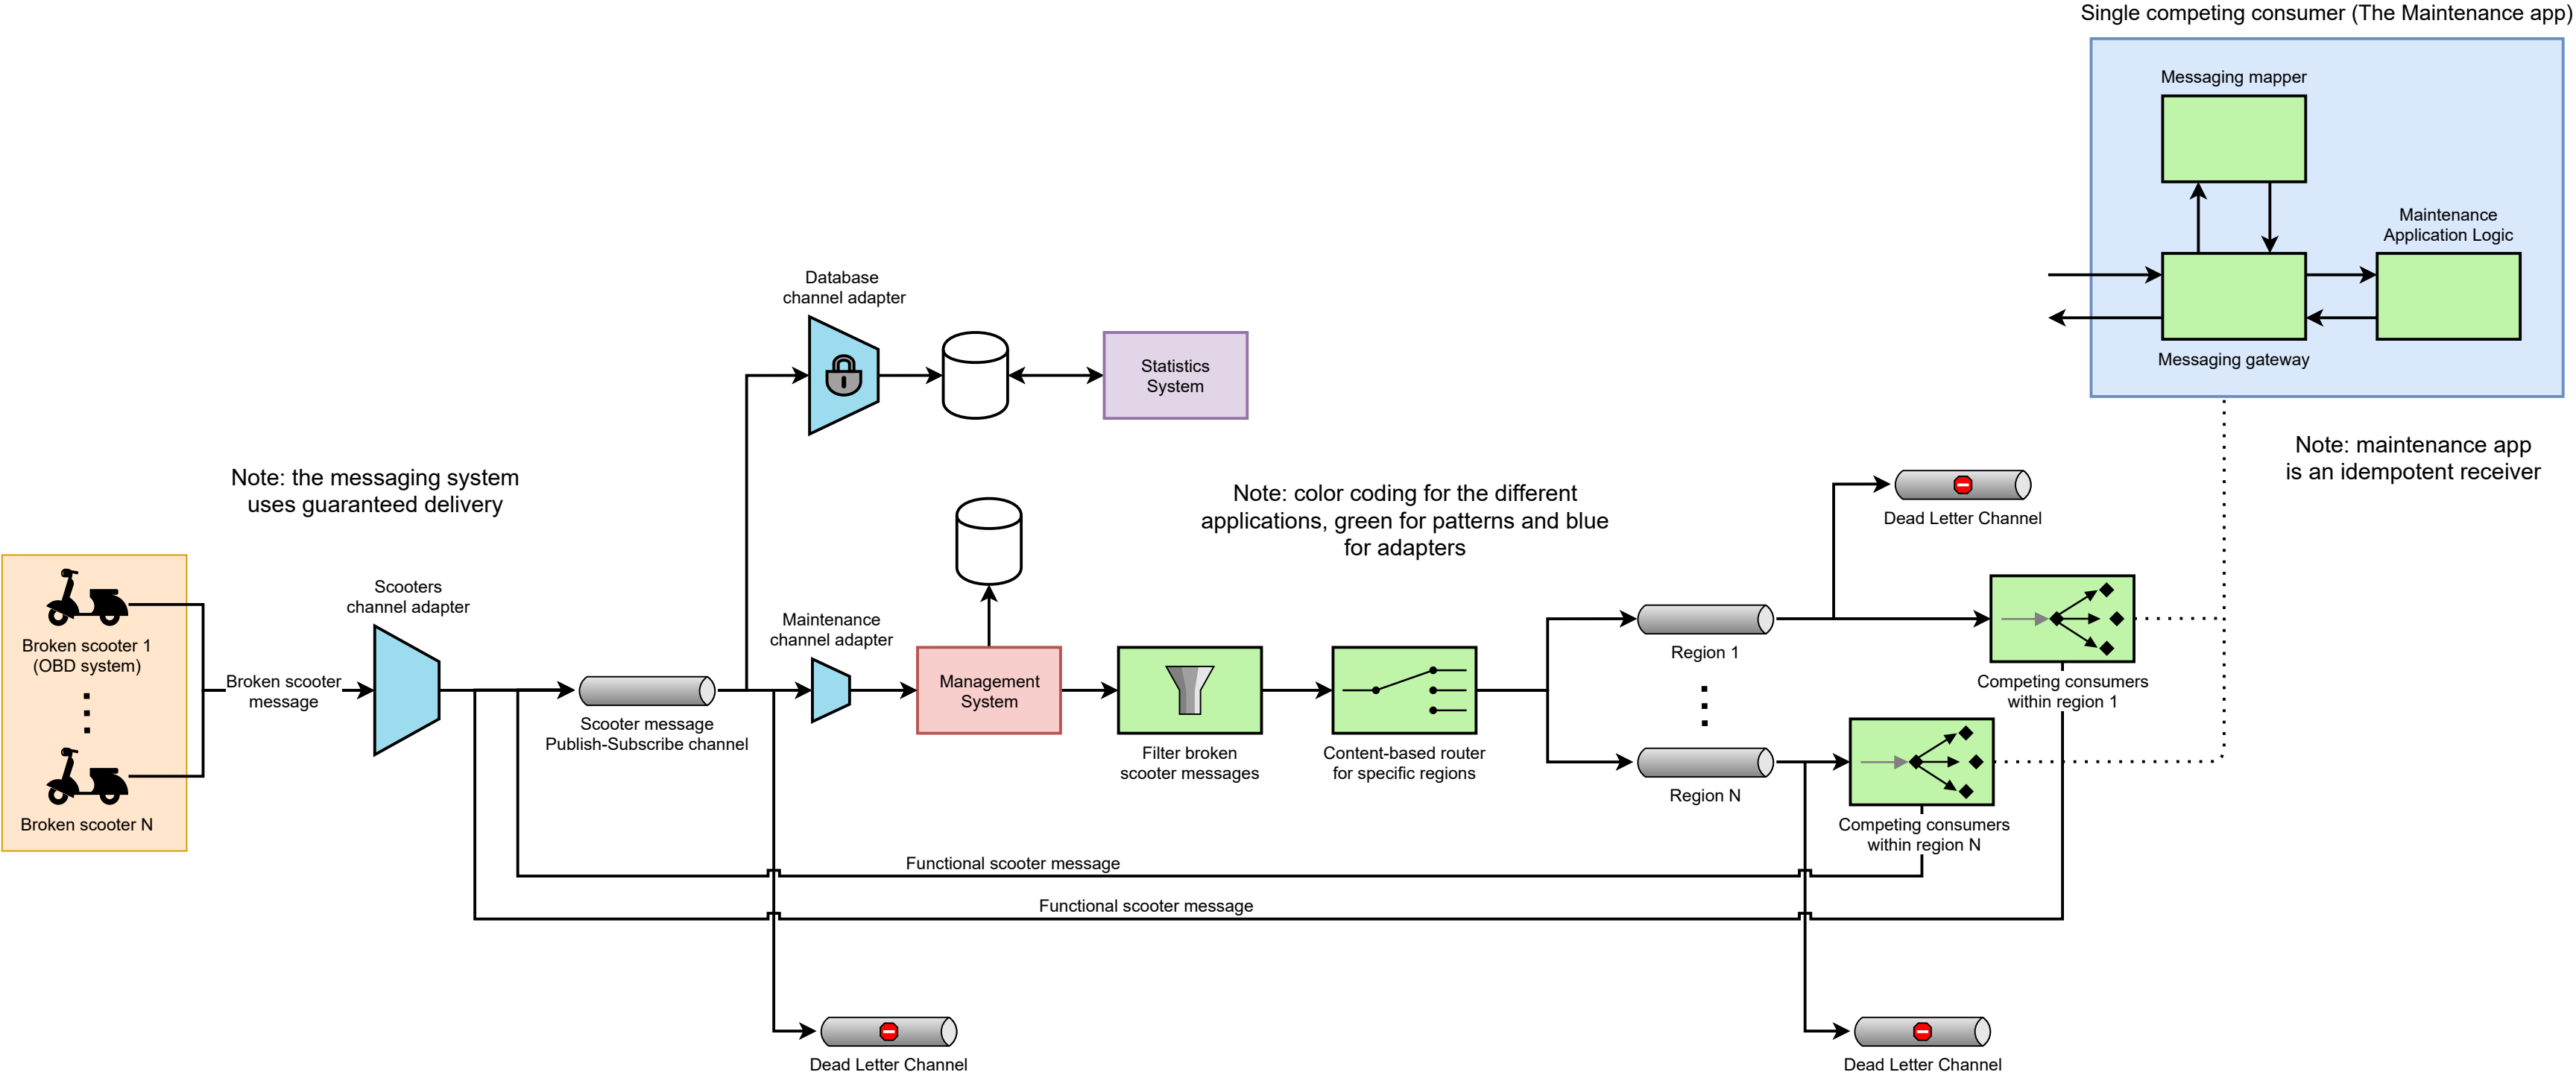 Single competing consumer (The Maintenance app)
Messaging mapper
Maintenance
Application Logic
Messaging gateway
Note: maintenance app
is an idempotent receiver
Database
channel adapter
Statistics
System
Note: the messaging system
uses guaranteed delivery
Note: color coding for the different
applications, green for patterns and blue
for adapters
Dead Letter Channel
Broken scooter 1
(OBD system)
Broken scooter N
Broken scooter
message
Scooters
channel adapter
Scooter message
Publish-Subscribe channel
Maintenance
channel adapter
Management
System
Filter broken
scooter messages
Content-based router
for specific regions
Region 1
Region N
Competing consumers
within region 1
Competing consumers
within region N
Functional scooter message
Functional scooter message
Dead Letter Channel
Dead Letter Channel